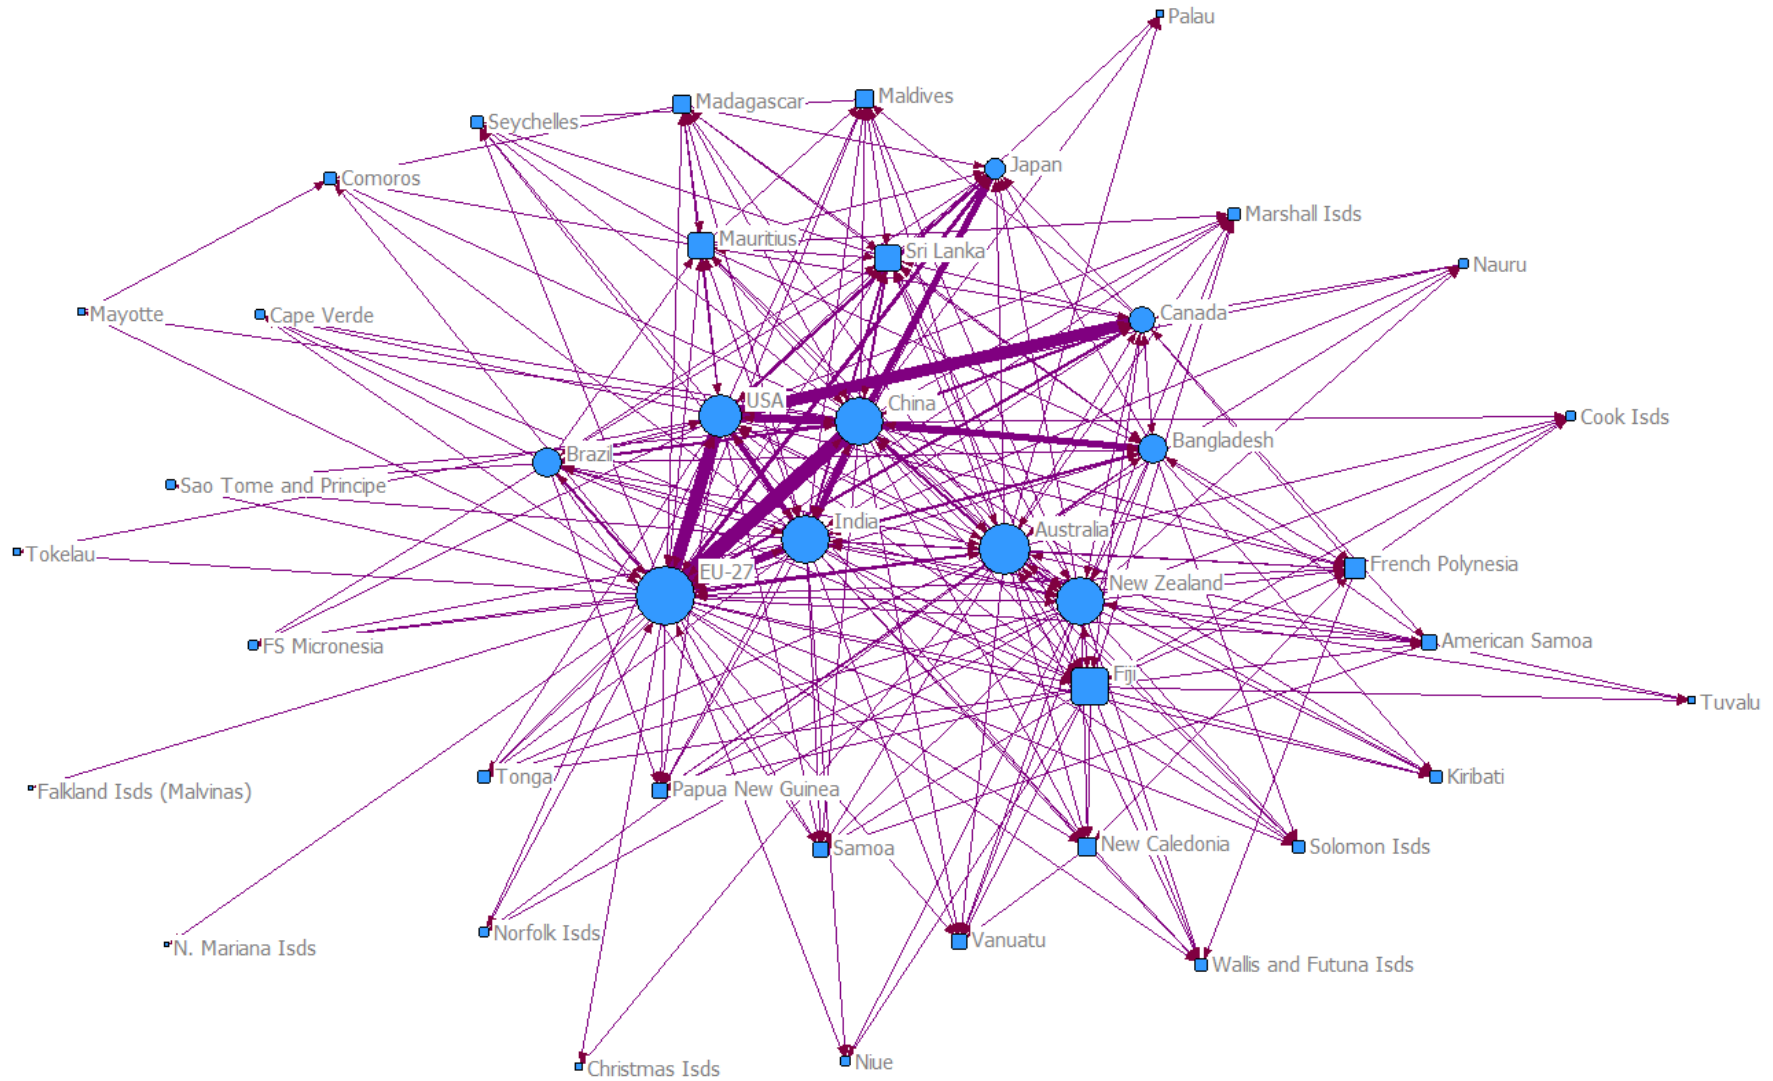 Palau
Madagascar
Maldives
Seychelles
Japan
Comoros
Marshall Isds
Mauritius
Sri Lanka
Nauru
Mayotte
Cape Verde
Canada
USA
China
Cook Isds
Bangladesh
Brazil
Sao Tome and Principe
India
Australia
Tokelau
EU-27
French Polynesia
New Zealand
FS Micronesia
American Samoa
Fiji
Tuvalu
Tonga
Kiribati
Falkland Isds (Malvinas)
Papua New Guinea
Samoa
New Caledonia
Solomon Isds
Norfolk Isds
Vanuatu
N. Mariana Isds
Wallis and Futuna Isds
Niue
Christmas Isds